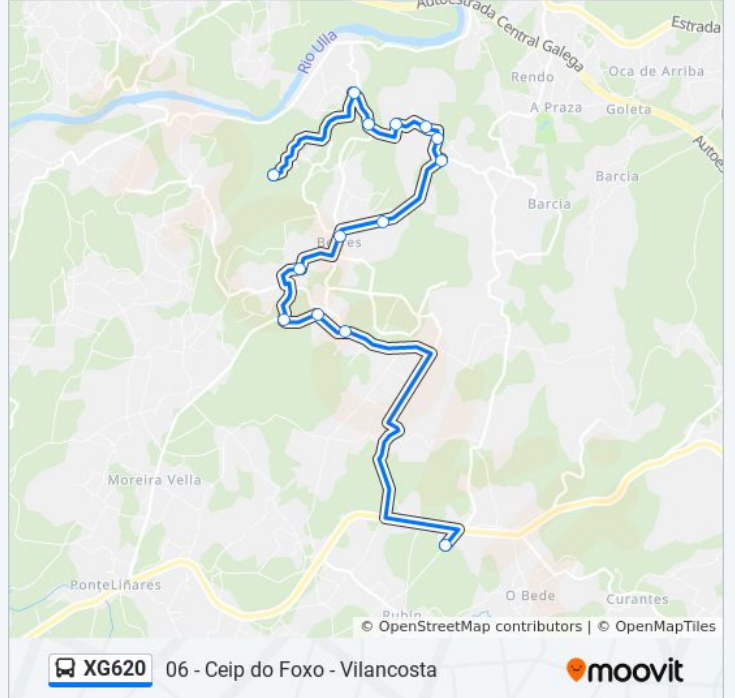 Autoestrada Central Galega
Estrada
Río Ulla
Rendo
Oca de Arriba
A Praza
Goleta
Autoes
Barcia
Barcia
Moreira Vella
PonteLiñares
O Bede
Curantes
Rubín
© OpenStreetMap contributors | © OpenMapTiles
XG620
06 - Ceip do Foxo - Vilancosta
moovit